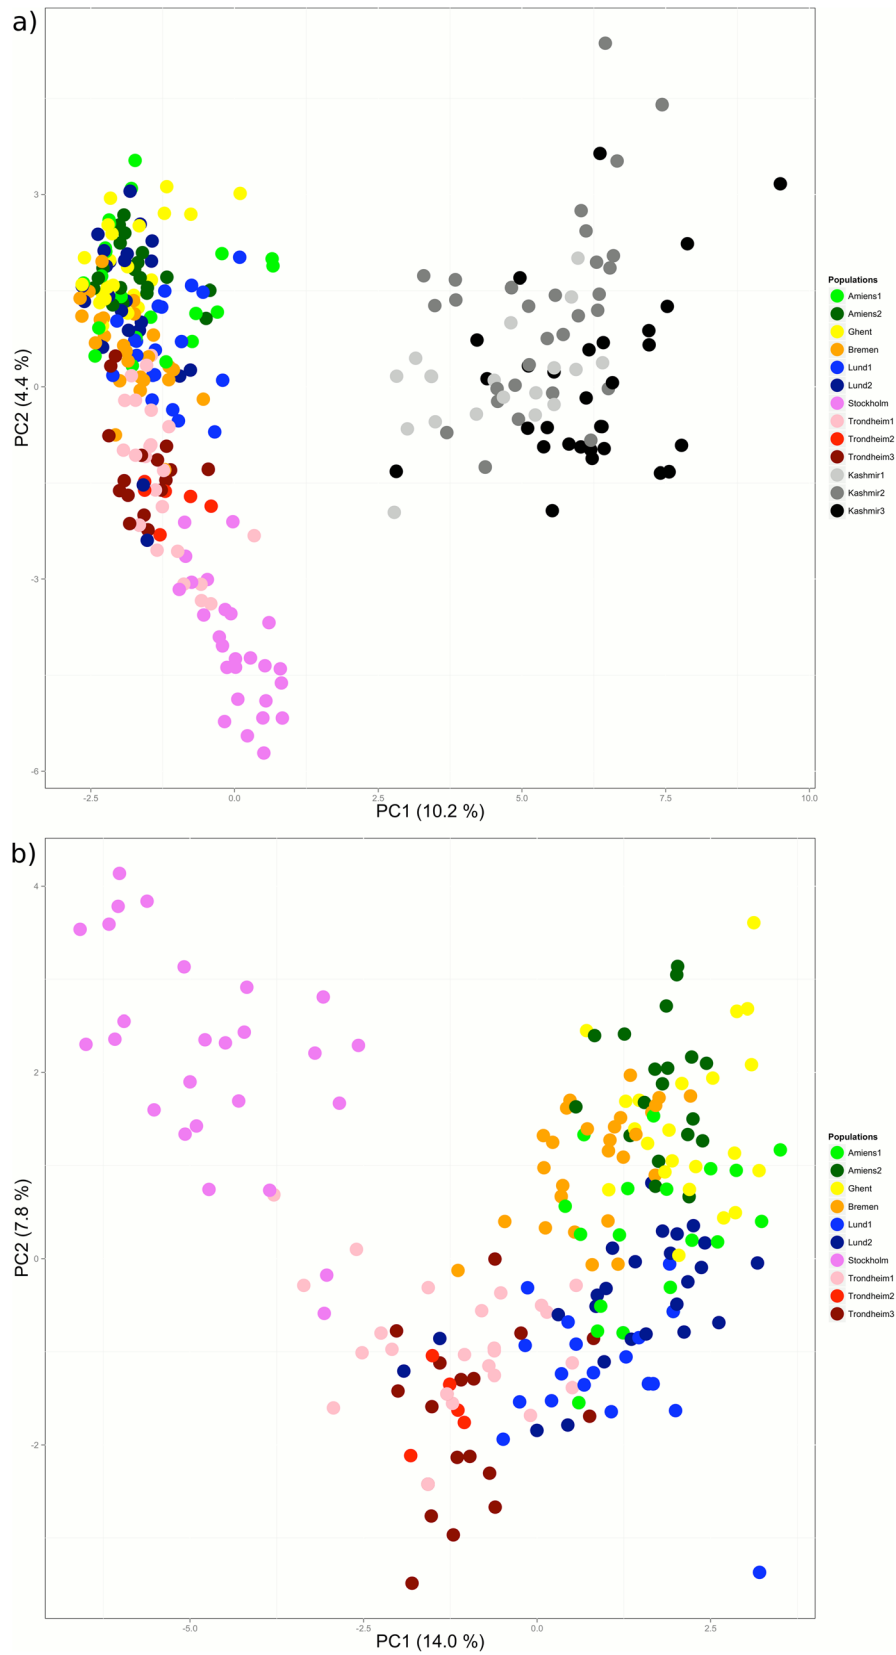 a)
3
0
-3
-6
PC2 (4.4 %)
-2.5 0.0 2.5 5.0 7.5 10.0
PC1 (10.2 %)
Populations
Amiens1
Amiens2
Ghent
Bremen
Lund1
Lund2
Stockholm
Trondheim1
Trondheim2
Trondheim3
Kashmir1
Kashmir2
Kashmir3
b)
4
2
0
-2
PC2 (7.8 %)
-5.0 -2.5 0.0 2.5
PC1 (14.0 %)
Populations
Amiens1
Amiens2
Ghent
Bremen
Lund1
Lund2
Stockholm
Trondheim1
Trondheim2
Trondheim3